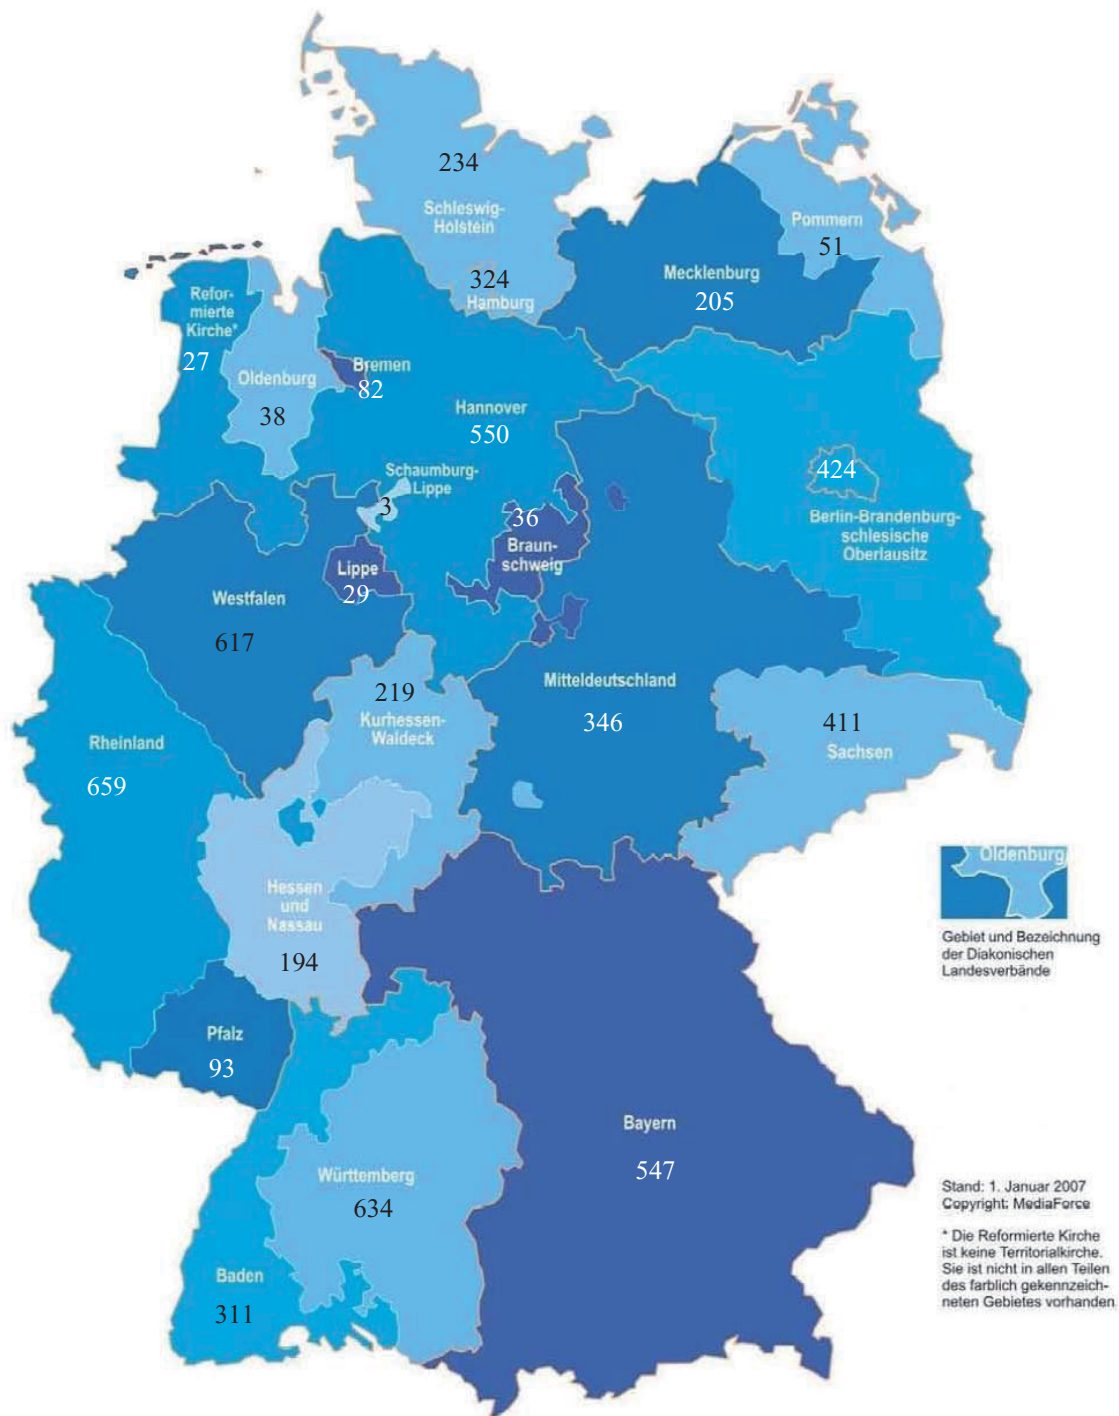 234
Schleswig-
Holstein
324
Hamburg
Pommern
51
Mecklenburg
205
Refor-
mierte
Kirche*
27
Oldenburg
38
Bremen
82
Hannover
550
Schaumburg-
Lippe
3
424
Berlin-Brandenburg-
schlesische
Oberlausitz
36
Braun-
schweig
Lippe
29
Westfalen
617
Mitteldeutschland
346
219
Kurhessen-
Waldeck
411
Sachsen
Rheinland
659
Hessen
und
Nassau
194
Oldenburg
Gebiet und Bezeichnung
der Diakonischen
Landesverbände
Pfalz
93
Bayern
547
Württemberg
634
Baden
311
Stand: 1. Januar 2007
Copyright: MediaForce
* Die Reformierte Kirche
ist keine Territorialkirche.
Sie ist nicht in allen Teilen
des farblich gekennzeich-
neten Gebietes vorhanden